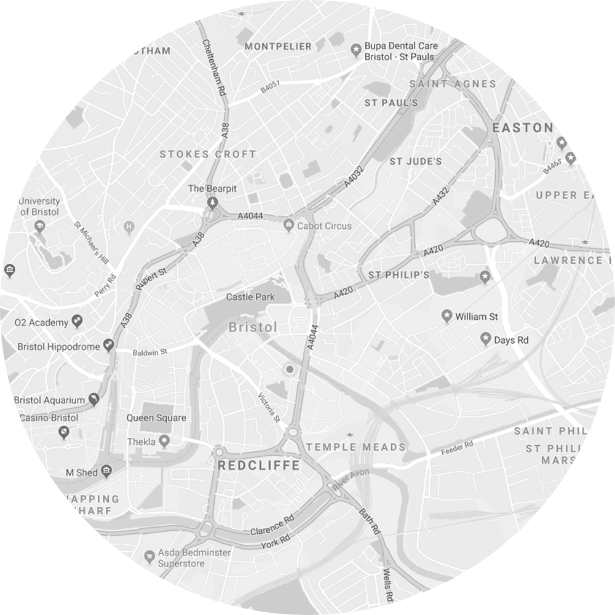 THAM
MONTPELIER
Bupa Dental Care
Bristol - St Pauls
Cheltenham Rd
B4051
SAINT AGNES
ST PAUL'S
A38
EASTON
STOKES CROFT
ST JUDE'S
B4465
A4032
The Bearpit
A432
UPPER EA
University
of Bristol
A4044
Cabot Circus
St Michael's Hill
A38
A420
A420
LAWRENCE H
Perry Rd
Rupert St
ST PHILIP'S
A420
Castle Park
O2 Academy
A38
Bristol
William St
A4044
Days Rd
Bristol Hippodrome
Baldwin St
Bristol Aquarium
Victoria St
Casino Bristol
Queen Square
SAINT PHIL
Thekla
TEMPLE MEADS
Feeder Rd
ST PHILI
MARS
REDCLIFFE
M Shed
River Avon
VAPPING
HARF
Clarence Rd
Bath Rd
York Rd
Asda Bedminster
Superstore
Wells Rd